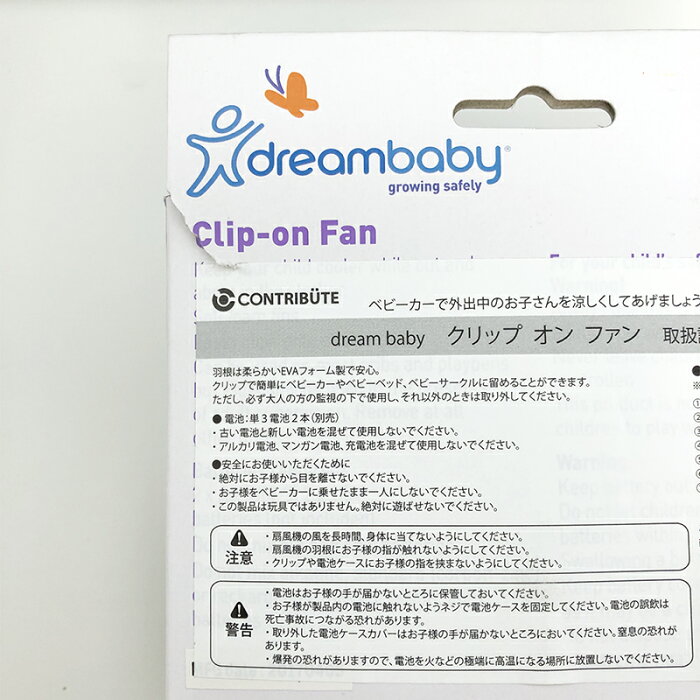 dreambaby®
growing safely
Clip-on Fan
CONTRIBÜTE
ベビーカーで外出中のお子さんを涼しくしてあげましょう
dream baby クリップ オン ファン 取扱
羽根は柔らかいEVAフォーム製で安心。
クリップで簡単にベビーカーやベビーベッド、ベビーサークルに留めることができます。
ただし、必ず大人の方の監視の下で使用し、それ以外のときは取り外してください。
●電池：単3電池2本（別売）
・古い電池と新しい電池を混ぜて使用しないでください。
・アルカリ電池、マンガン電池、充電池を混ぜて使用しないでください。
●安全にお使いいただくために
・絶対にお子様から目を離さないでください。
・お子様をベビーカーに乗せたまま一人にしないでください。
・この製品は玩具ではありません。絶対に遊ばせないでください。
注意
・扇風機の風を長時間、身体に当てないようにしてください。
・扇風機の羽根にお子様の指が触れないようにしてください。
・クリップや電池ケースにお子様の指を挟まないようにしてください。
警告
・電池はお子様の手が届かないところに保管しておいてください。
・お子様が製品内の電池に触れないようネジで電池ケースを固定してください。電池の誤飲は
死亡事故につながる恐れがあります。
・取り外した電池ケースカバーはお子様の手が届かないところにおいてください。窒息の恐れが
あります。
・爆発の恐れがありますので、電池を火などの極端に高温になる場所に放置しないでください。